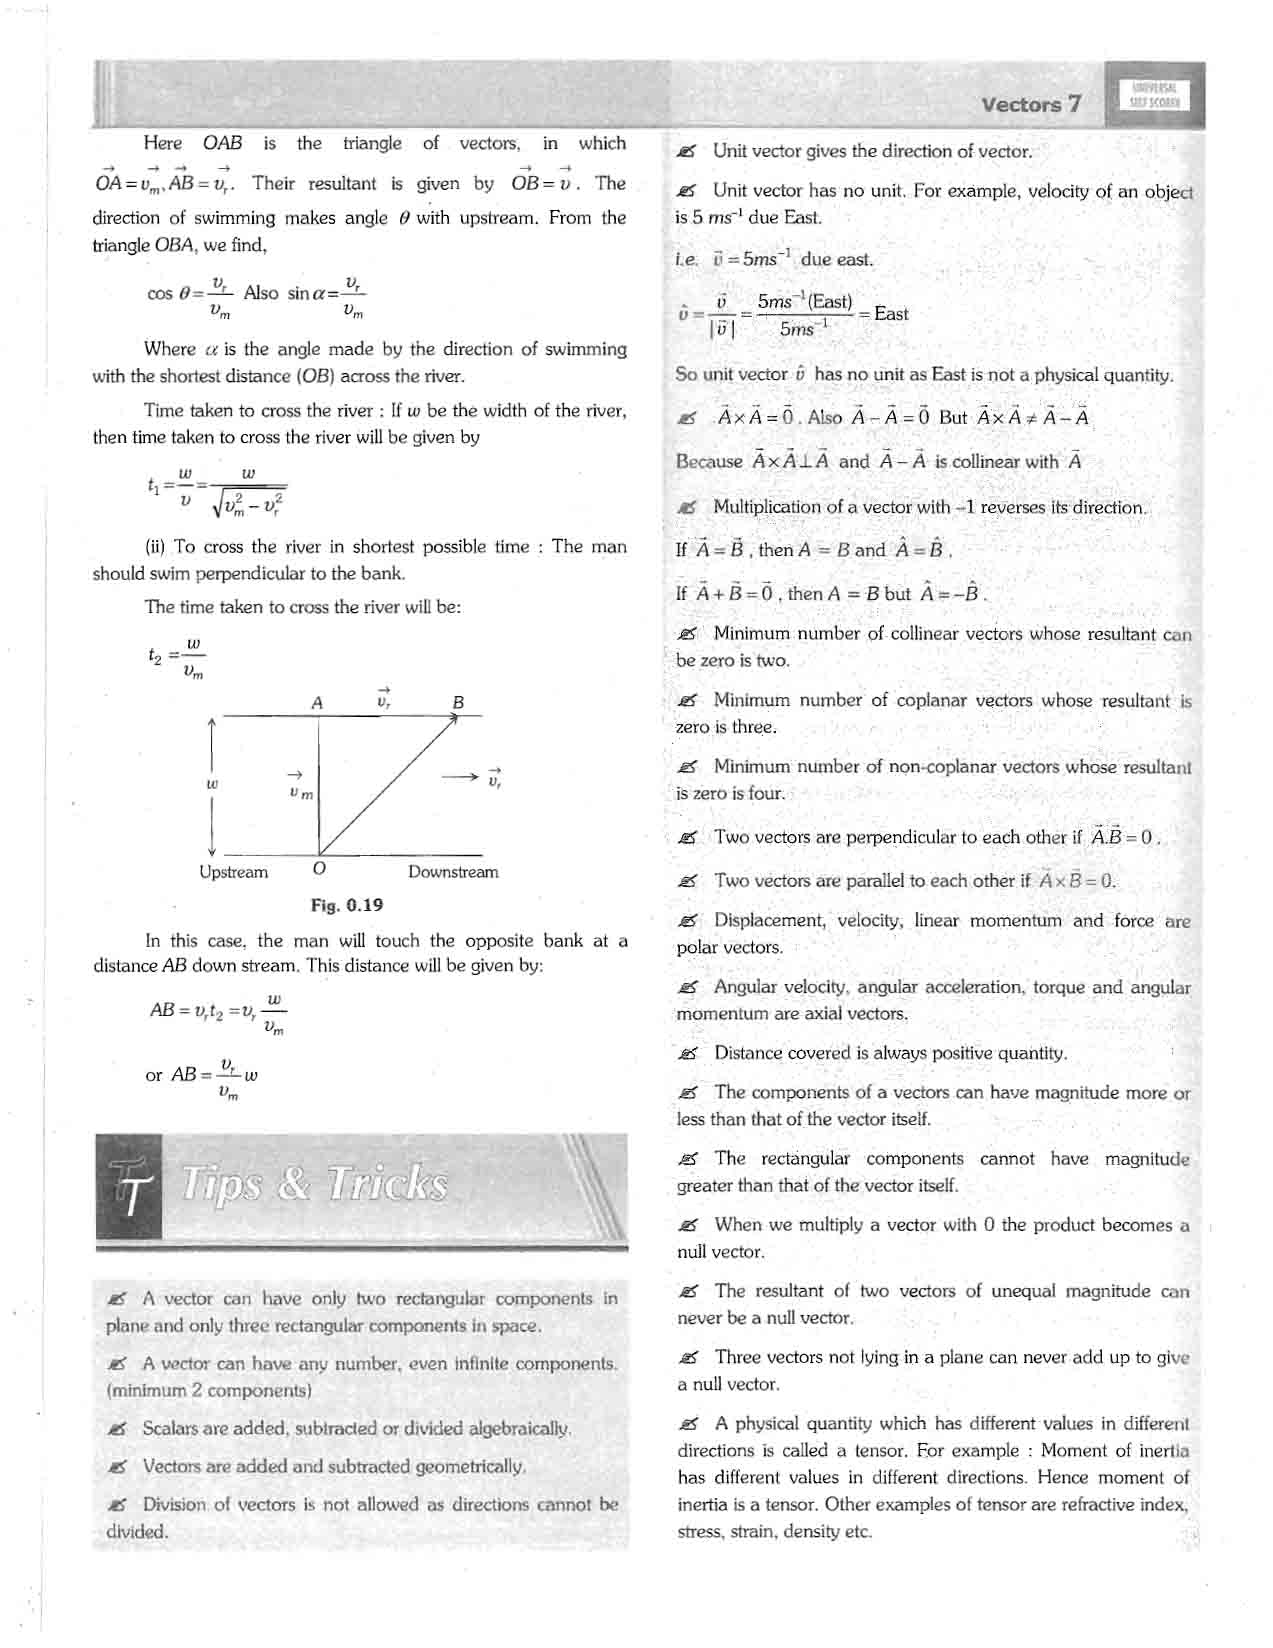 Vectors 7
UNIVERSAL
SELF SCORER
Here OAB is the triangle of vectors, in which
$\overrightarrow{OA}=\overrightarrow{v_m}, \overrightarrow{AB}=\overrightarrow{v_r}$. Their resultant is given by $\overrightarrow{OB}=\overrightarrow{v}$. The
direction of swimming makes angle θ with upstream. From the
triangle OBA, we find,
$\cos θ=\frac{v_r}{v_m}$ Also $\sin α=\frac{v_r}{v_m}$
Where α is the angle made by the direction of swimming
with the shortest distance (OB) across the river.
Time taken to cross the river : If w be the width of the river,
then time taken to cross the river will be given by
$t_1=\frac{w}{v}=\frac{w}{\sqrt{v_m^2-v_r^2}}$
(ii) To cross the river in shortest possible time : The man
should swim perpendicular to the bank.
The time taken to cross the river will be:
$t_2=\frac{w}{v_m}$
A $\overrightarrow{v_r}$ B
w $\overrightarrow{v}_m$ → $\overrightarrow{v_r}$
Upstream O Downstream
Fig. 0.19
In this case, the man will touch the opposite bank at a
distance AB down stream. This distance will be given by:
$AB=v_r t_2=v_r\frac{w}{v_m}$
or $AB=\frac{v_r}{v_m}w$
TT Tips & Tricks
✍ A vector can have only two rectangular components in
plane and only three rectangular components in space.
✍ A vector can have any number, even infinite components.
(minimum 2 components)
✍ Scalars are added, subtracted or divided algebraically.
✍ Vectors are added and subtracted geometrically.
✍ Division of vectors is not allowed as directions cannot be
divided.
✍ Unit vector gives the direction of vector.
✍ Unit vector has no unit. For example, velocity of an object
is 5 ms⁻¹ due East.
i.e. $\vec{v}=5ms^{-1}$ due east.
$\hat{v}=\frac{\vec{v}}{|\vec{v}|}=\frac{5ms^{-1}(East)}{5ms^{-1}}=East$
So unit vector $\hat{v}$ has no unit as East is not a physical quantity.
✍ $\vec{A}×\vec{A}=\vec{0}$. Also $\vec{A}-\vec{A}=\vec{0}$ But $\vec{A}×\vec{A}≠\vec{A}-\vec{A}$
Because $\vec{A}×\vec{A}⊥\vec{A}$ and $\vec{A}-\vec{A}$ is collinear with $\vec{A}$
✍ Multiplication of a vector with –1 reverses its direction.
If $\vec{A}=\vec{B}$, then A = B and $\hat{A}=\hat{B}$.
If $\vec{A}+\vec{B}=\vec{0}$, then A = B but $\hat{A}=-\hat{B}$.
✍ Minimum number of collinear vectors whose resultant can
be zero is two.
✍ Minimum number of coplanar vectors whose resultant is
zero is three.
✍ Minimum number of non-coplanar vectors whose resultant
is zero is four.
✍ Two vectors are perpendicular to each other if $\vec{A}.\vec{B}=0$.
✍ Two vectors are parallel to each other if $\vec{A}×\vec{B}=0$.
✍ Displacement, velocity, linear momentum and force are
polar vectors.
✍ Angular velocity, angular acceleration, torque and angular
momentum are axial vectors.
✍ Distance covered is always positive quantity.
✍ The components of a vectors can have magnitude more or
less than that of the vector itself.
✍ The rectangular components cannot have magnitude
greater than that of the vector itself.
✍ When we multiply a vector with 0 the product becomes a
null vector.
✍ The resultant of two vectors of unequal magnitude can
never be a null vector.
✍ Three vectors not lying in a plane can never add up to give
a null vector.
✍ A physical quantity which has different values in different
directions is called a tensor. For example : Moment of inertia
has different values in different directions. Hence moment of
inertia is a tensor. Other examples of tensor are refractive index,
stress, strain, density etc.